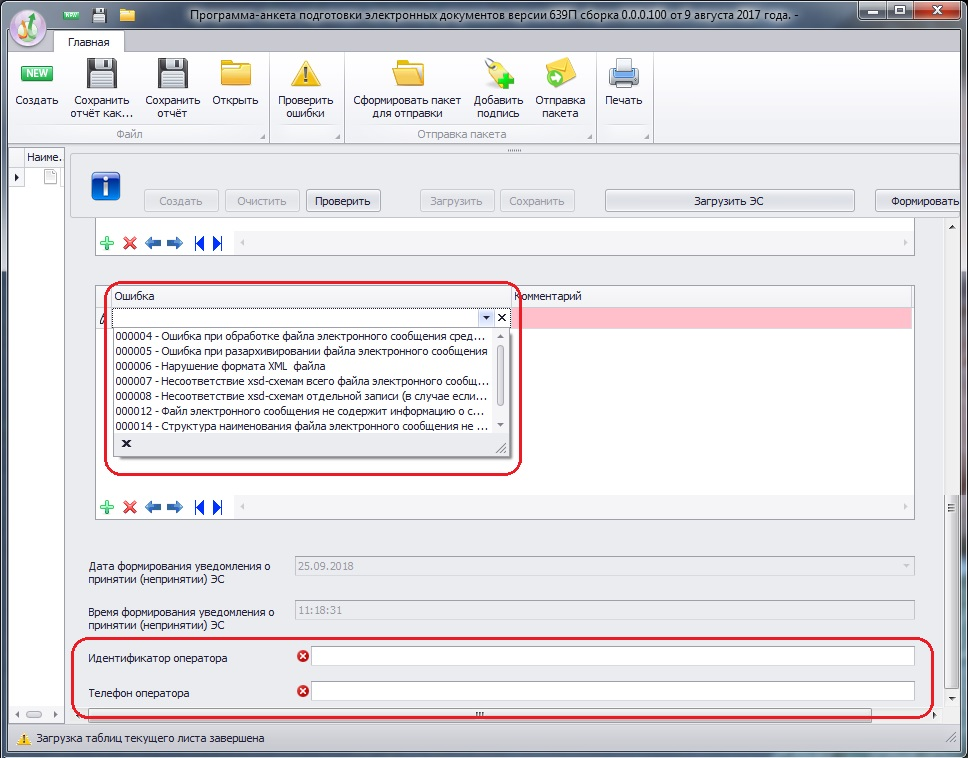 NEW
Программа-анкета подготовки электронных документов версии 639П сборка 0.0.0.100 от 9 августа 2017 года. -
Главная
NEW
Создать
Сохранить
отчёт как...
Сохранить
отчёт
Открыть
Проверить
ошибки
Сформировать пакет
для отправки
Добавить
подпись
Отправка
пакета
Печать
Файл
Отправка пакета
Наиме.
Создать
Очистить
Проверить
Загрузить
Сохранить
Загрузить ЭС
Формировать
Ошибка
Комментарий
000004 - Ошибка при обработке файла электронного сообщения сред...
000005 - Ошибка при разархивировании файла электронного сообщения
000006 - Нарушение формата XML файла
000007 - Несоответствие xsd-схемам всего файла электронного сообщ...
000008 - Несоответствие xsd-схемам отдельной записи (в случае если...
000012 - Файл электронного сообщения не содержит информацию о с...
000014 - Структура наименования файла электронного сообщения не ...
Дата формирования уведомления о
принятии (непринятии) ЭС
25.09.2018
Время формирования уведомления о
принятии (непринятии) ЭС
11:18:31
Идентификатор оператора
Телефон оператора
Загрузка таблиц текущего листа завершена